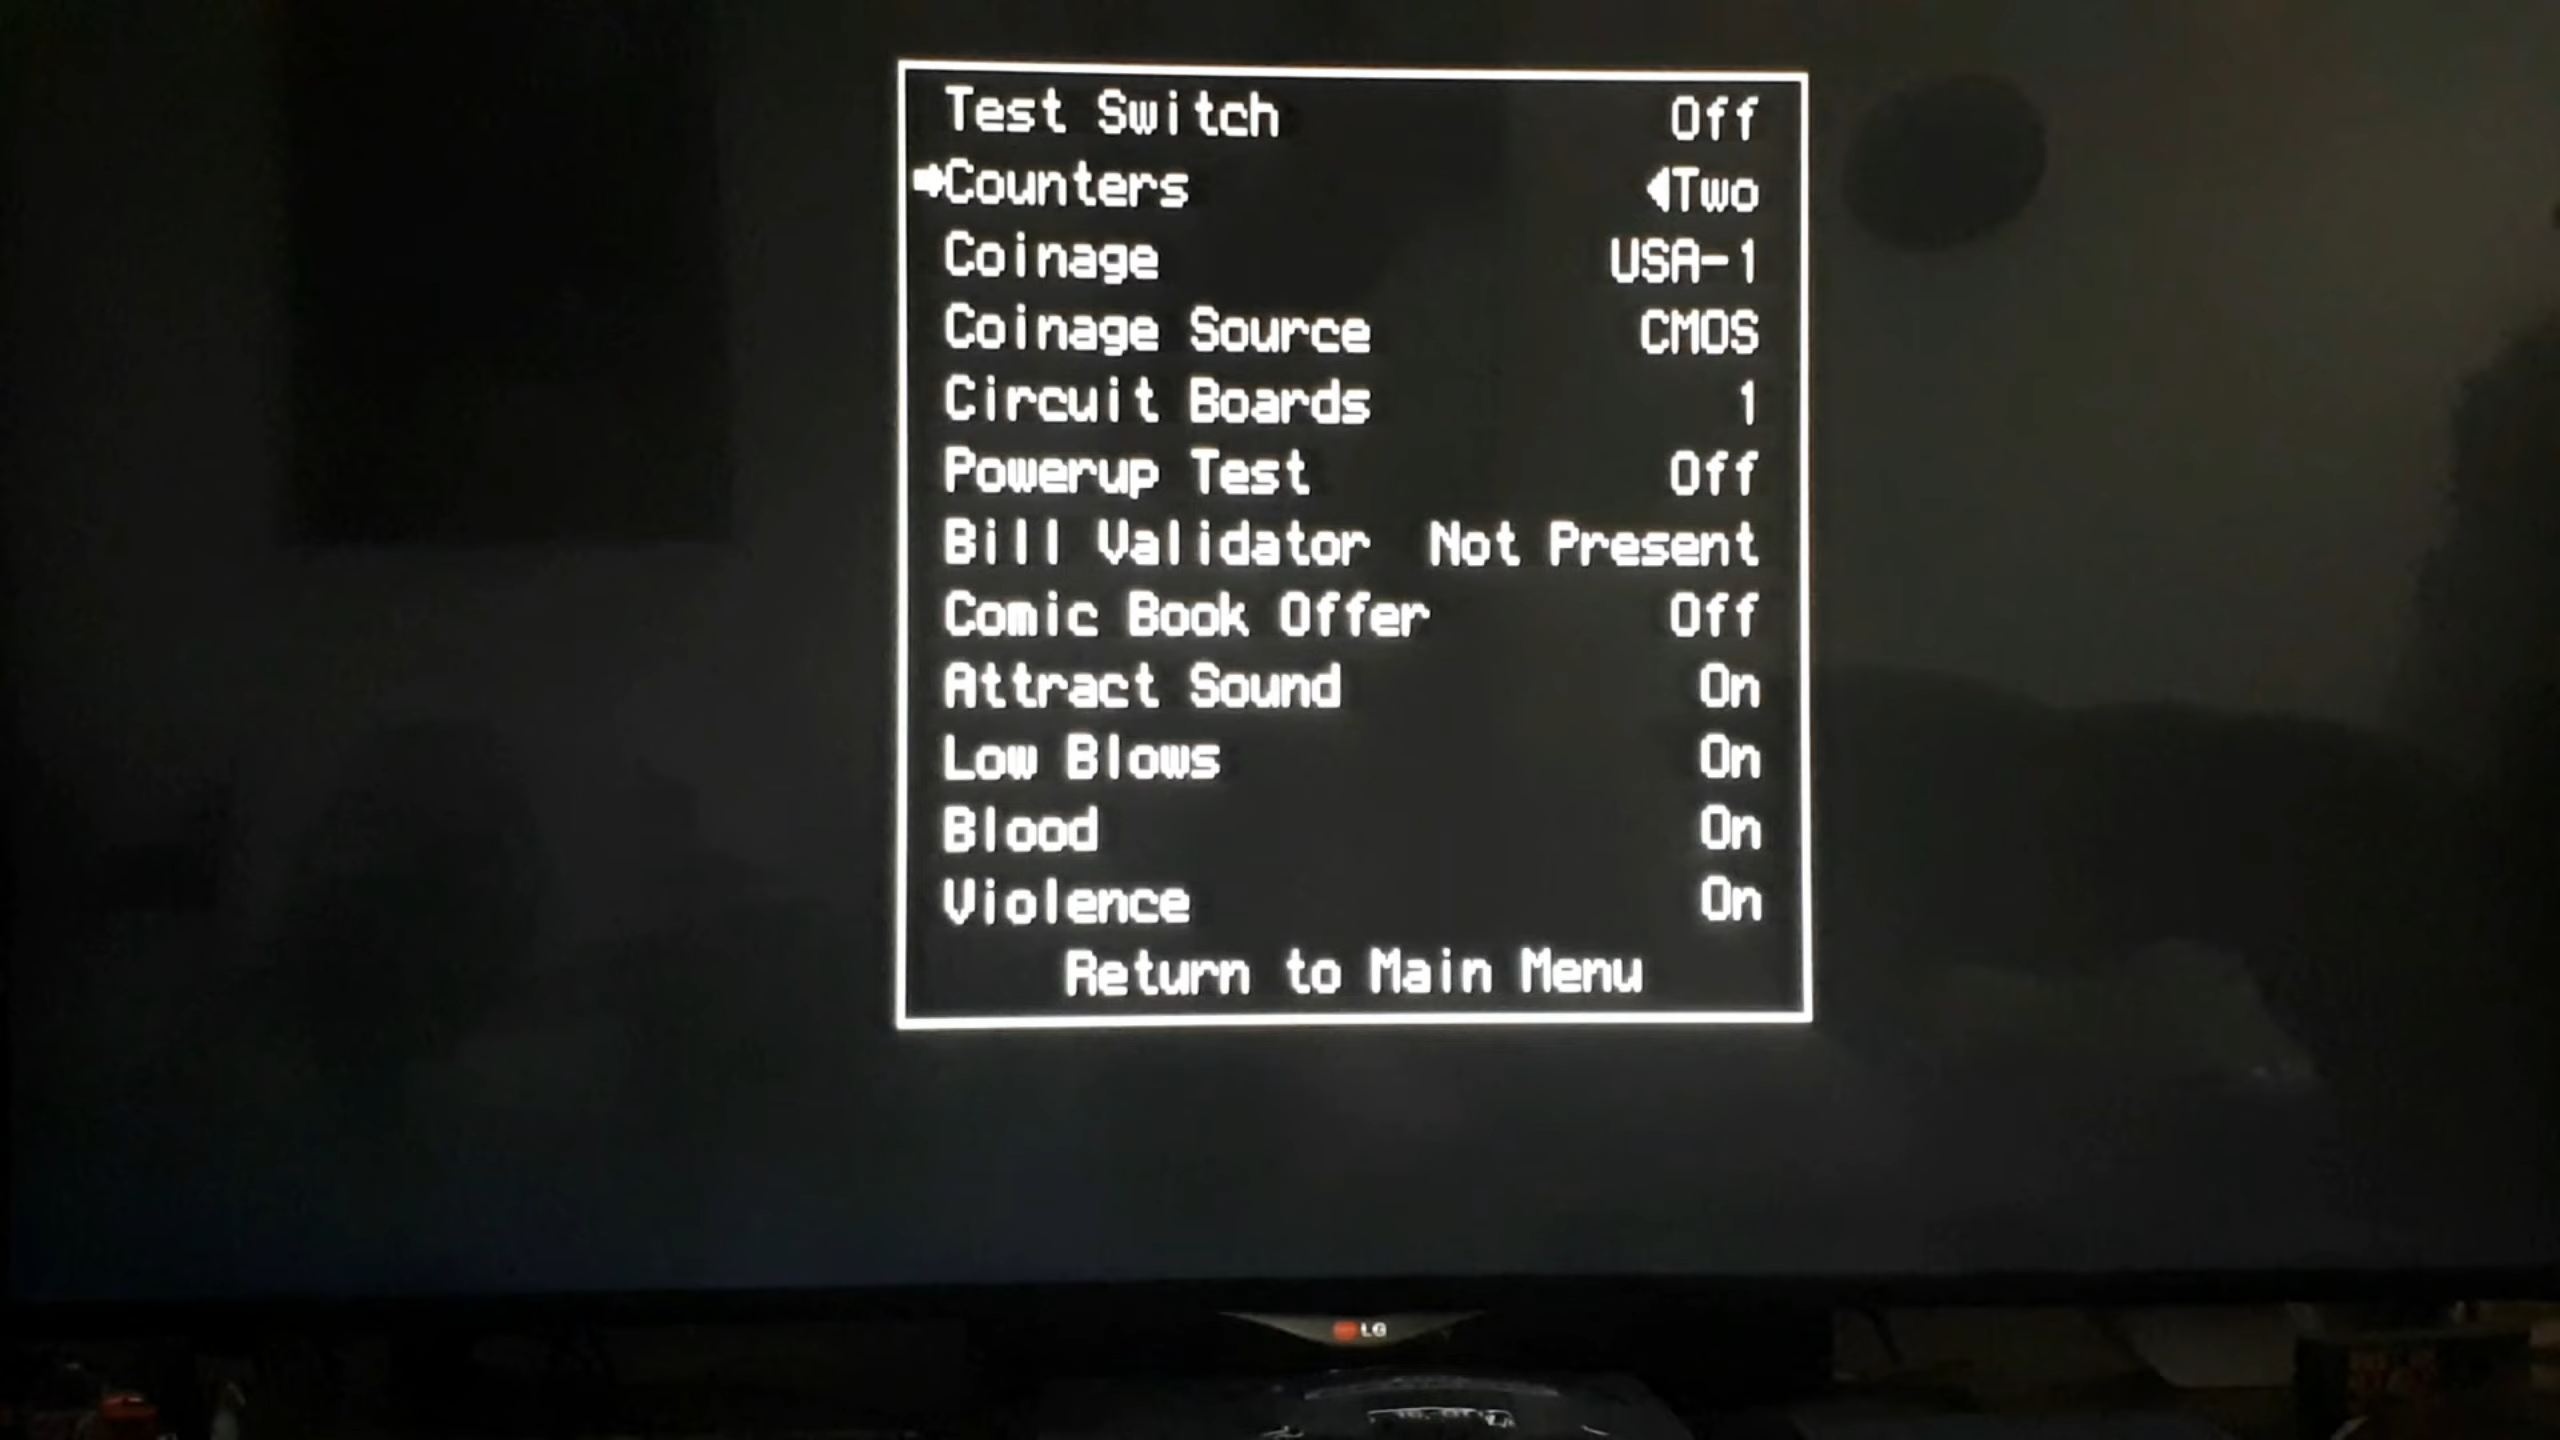 Test Switch Off
Counters Two
Coinage USA-1
Coinage Source CMOS
Circuit Boards 1
Powerup Test Off
Bill Validator Not Present
Comic Book Offer Off
Attract Sound On
Low Blows On
Blood On
Violence On
Return to Main Menu
LG